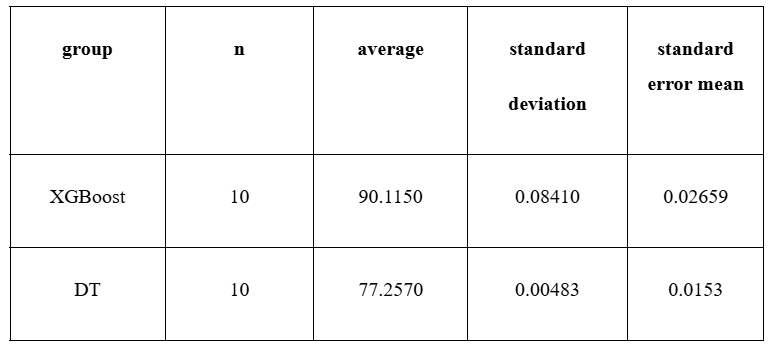 group n average standard deviation standard error mean
XGBoost 10 90.1150 0.08410 0.02659
DT 10 77.2570 0.00483 0.0153